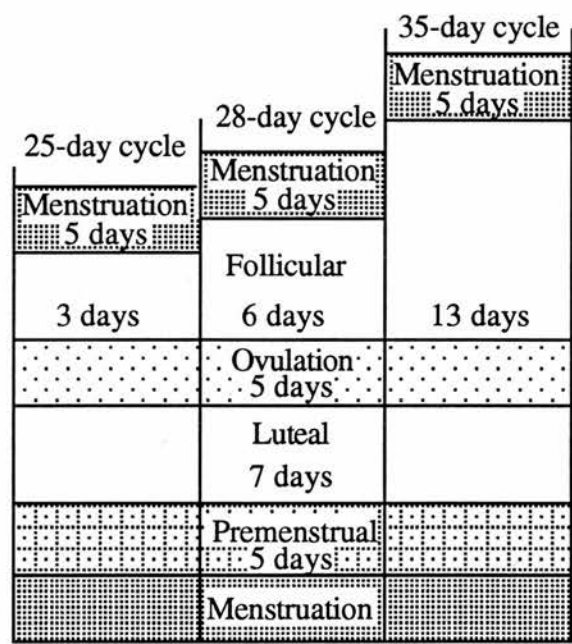 35-day cycle
Menstruation
5 days
28-day cycle
Menstruation
5 days
25-day cycle
Menstruation
5 days
Follicular
3 days
6 days
13 days
Ovulation
5 days
Luteal
7 days
Premenstrual
5 days
Menstruation